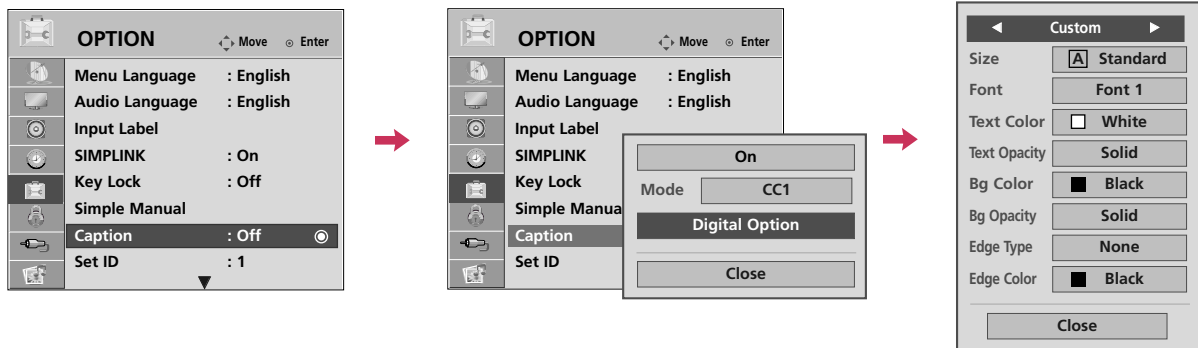 OPTION
Move Enter
Menu Language : English
Audio Language : English
Input Label
SIMPLINK : On
Key Lock : Off
Simple Manual
Caption : Off
Set ID : 1
OPTION
Move Enter
Menu Language : English
Audio Language : English
Input Label
SIMPLINK
Key Lock
Simple Manua
Caption
Set ID
On
Mode CC1
Digital Option
Close
Custom
Size A Standard
Font Font 1
Text Color White
Text Opacity Solid
Bg Color Black
Bg Opacity Solid
Edge Type None
Edge Color Black
Close